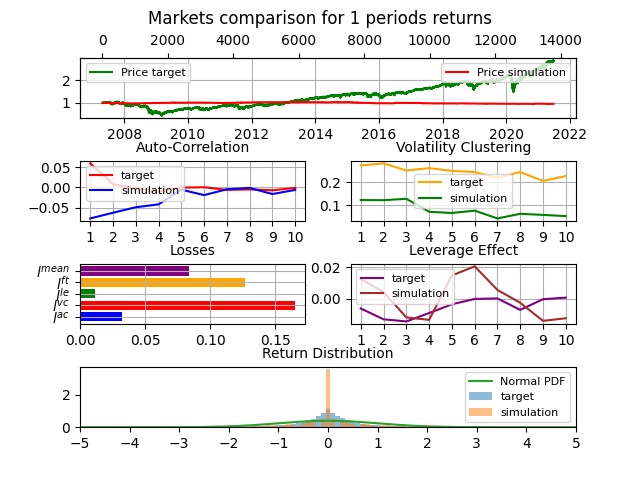 Markets comparison for 1 periods returns
0 2000 4000 6000 8000 10000 12000 14000
Price target
Price simulation
2
1
2008 2010 2012 2014 2016 2018 2020 2022
Auto-Correlation
Volatility Clustering
0.05
0.00
−0.05
target
simulation
1 2 3 4 5 6 7 8 9 10
0.2
0.1
target
simulation
1 2 3 4 5 6 7 8 9 10
Losses
Leverage Effect
l^mean
l^ft
l^le
l^vc
l^ac
0.00 0.05 0.10 0.15
0.02
0.00
target
simulation
1 2 3 4 5 6 7 8 9 10
Return Distribution
2
0
Normal PDF
target
simulation
−5 −4 −3 −2 −1 0 1 2 3 4 5